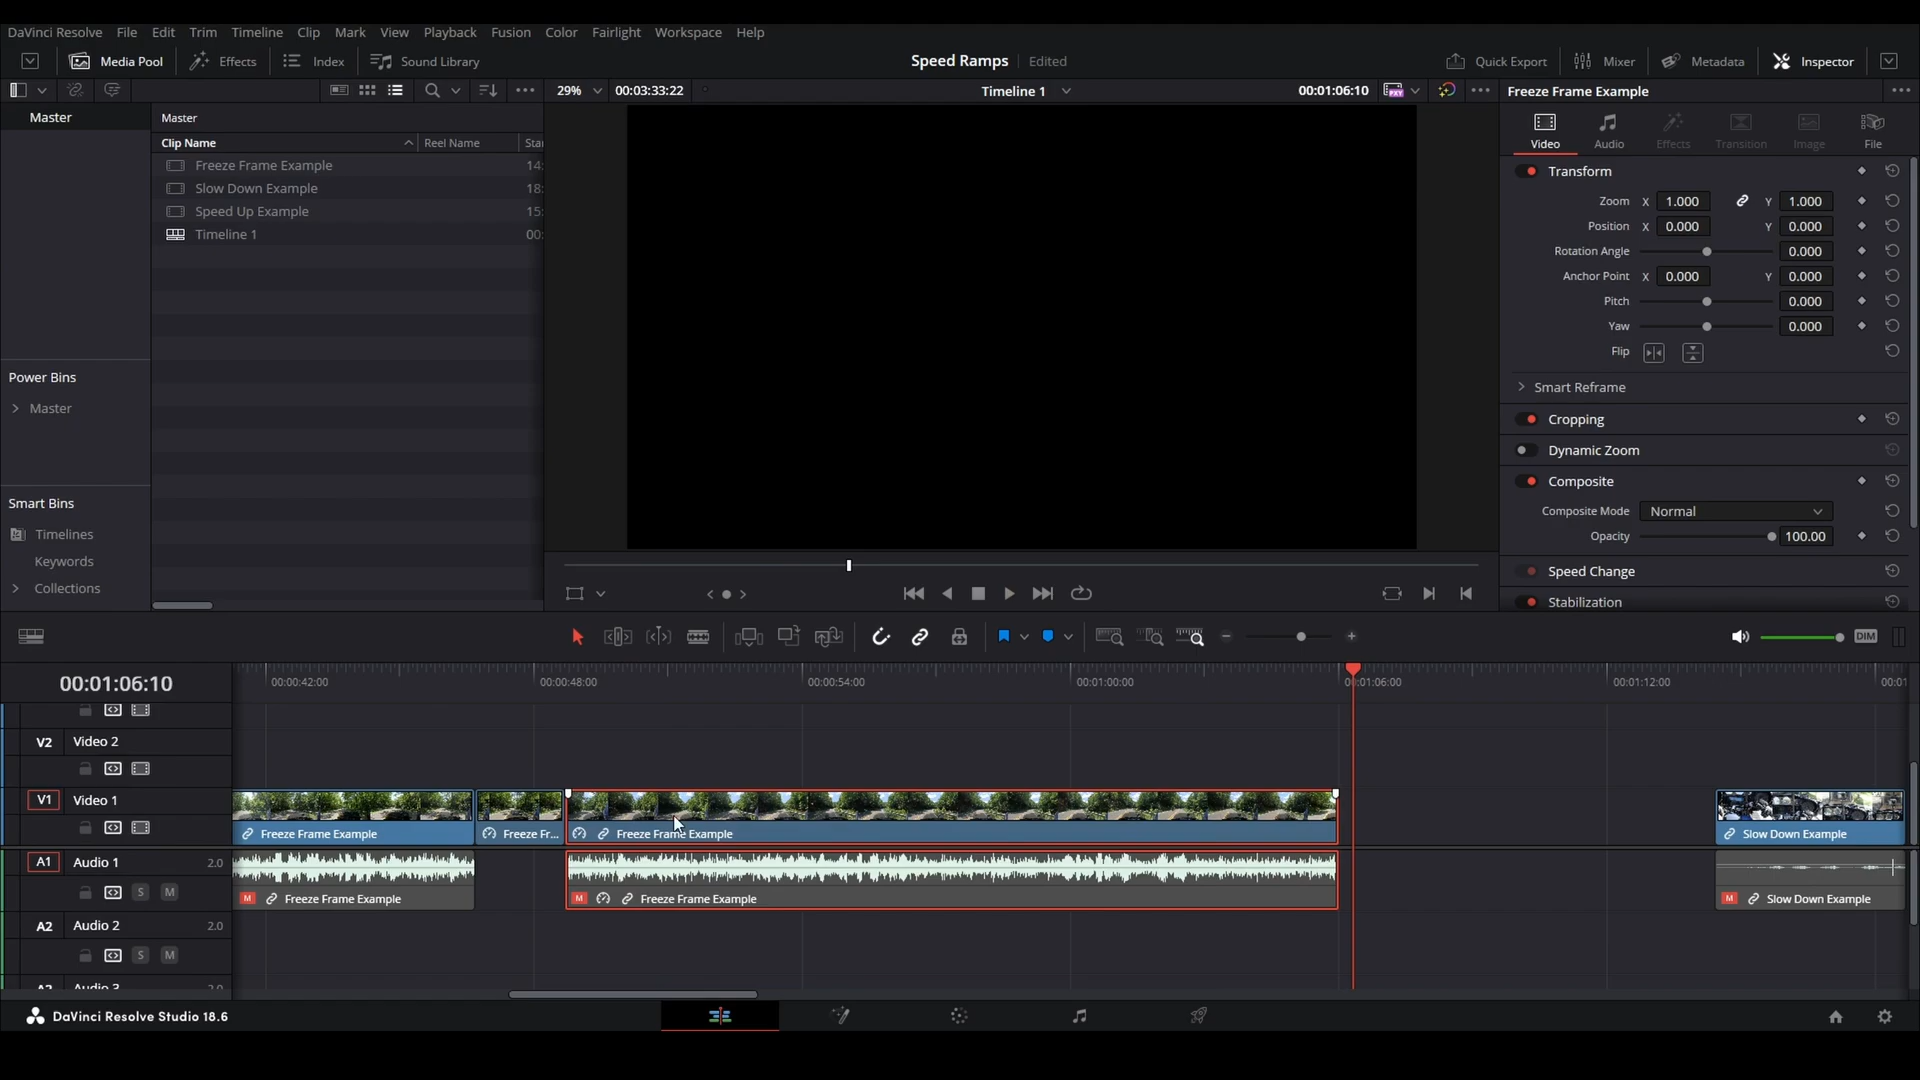 DaVinci Resolve File Edit Trim Timeline Clip Mark View Playback Fusion Color Fairlight Workspace Help
Media Pool Effects Index Sound Library Speed Ramps Edited Quick Export Mixer Metadata Inspector
29% 00:03:33:22 Timeline 1 00:01:06:10 Freeze Frame Example
Master Master
Clip Name Reel Name Star
Freeze Frame Example 14:
Slow Down Example 18:
Speed Up Example 15:
Timeline 1 00:
Power Bins
Master
Smart Bins
Timelines
Keywords
Collections
Video Audio Effects Transition Image File
Transform
Zoom X 1.000 Y 1.000
Position X 0.000 Y 0.000
Rotation Angle 0.000
Anchor Point X 0.000 Y 0.000
Pitch 0.000
Yaw 0.000
Flip
Smart Reframe
Cropping
Dynamic Zoom
Composite
Composite Mode Normal
Opacity 100.00
Speed Change
Stabilization
DIM
00:01:06:10 00:00:42:00 00:00:48:00 00:00:54:00 00:01:00:00 00:01:06:00 00:01:12:00 00:01
V2 Video 2
V1 Video 1
Freeze Frame Example Freeze Fr... Freeze Frame Example Slow Down Example
A1 Audio 1 2.0
S M
M Freeze Frame Example M Freeze Frame Example M Slow Down Example
A2 Audio 2 2.0
S M
A3 Audio 3 2.0
DaVinci Resolve Studio 18.6